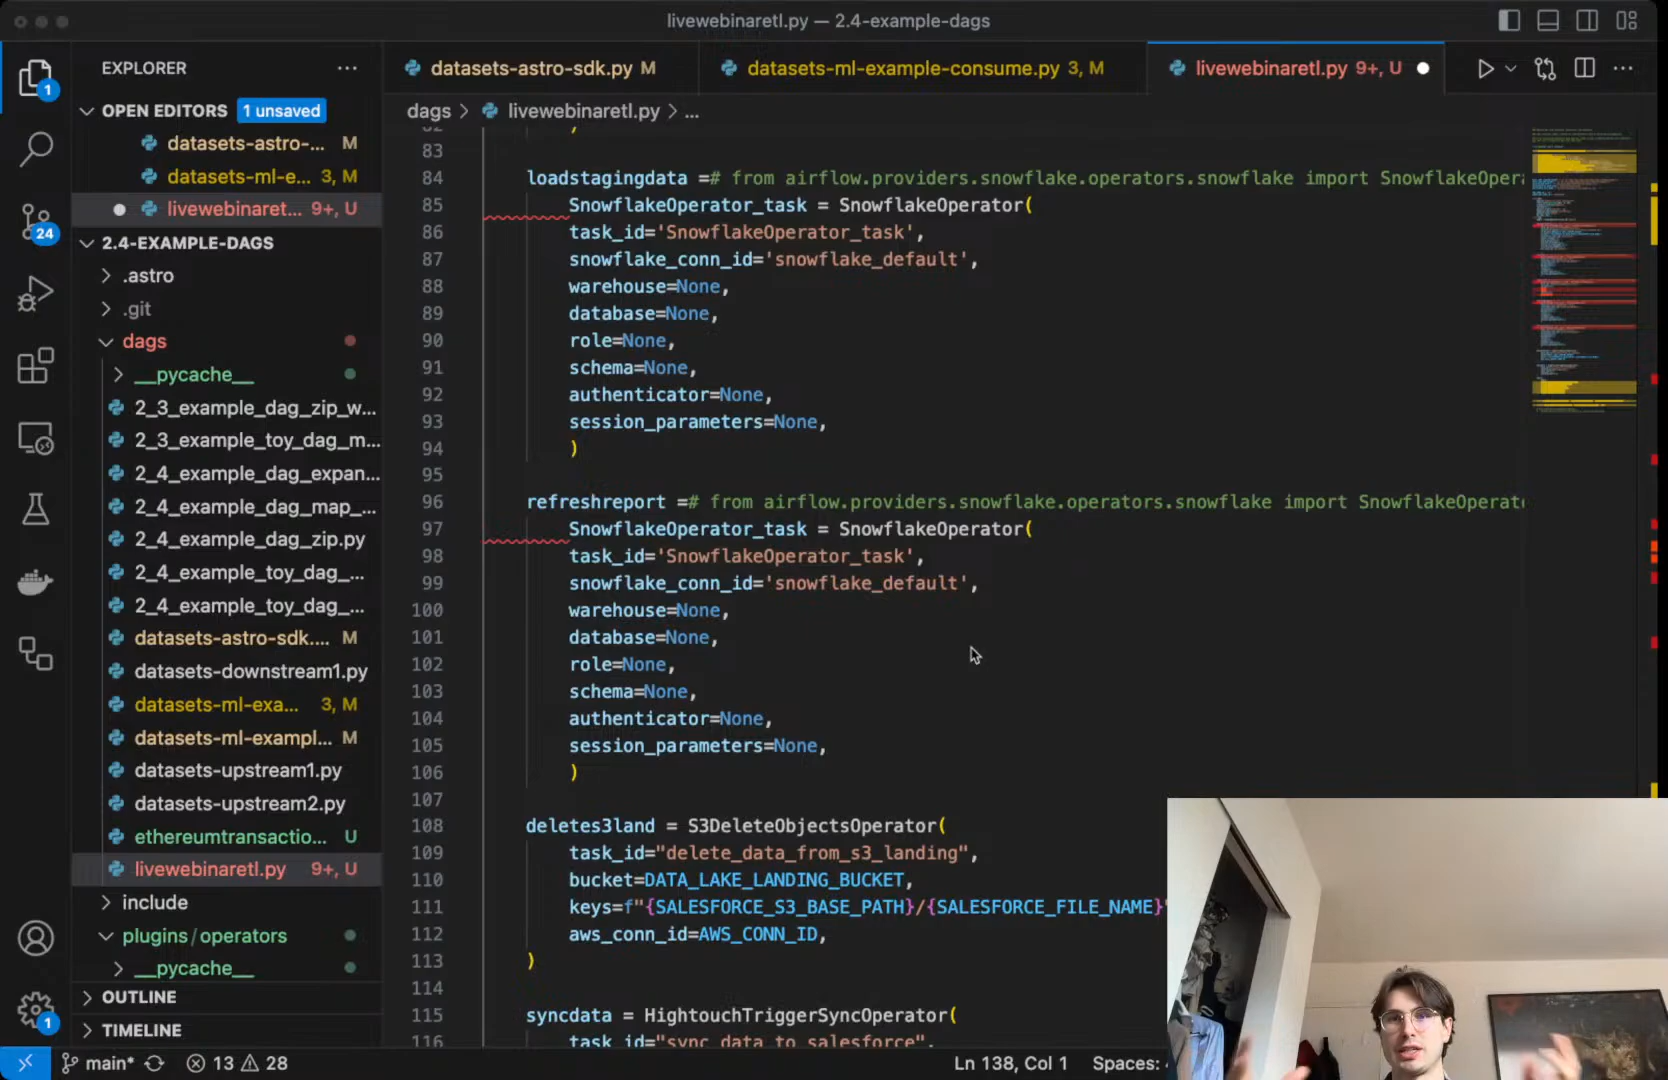 livewebinaretl.py — 2.4-example-dags
EXPLORER
datasets-astro-sdk.py M
datasets-ml-example-consume.py 3, M
livewebinaretl.py 9+, U
1
OPEN EDITORS 1 unsaved
dags > livewebinaretl.py > ...
datasets-astro-... M
datasets-ml-e... 3, M
livewebinaret... 9+, U
24
2.4-EXAMPLE-DAGS
.astro
.git
dags
__pycache__
2_3_example_dag_zip_w...
2_3_example_toy_dag_m...
2_4_example_dag_expan...
2_4_example_dag_map_...
2_4_example_dag_zip.py
2_4_example_toy_dag_...
2_4_example_toy_dag_...
datasets-astro-sdk.... M
datasets-downstream1.py
datasets-ml-exa... 3, M
datasets-ml-exampl... M
datasets-upstream1.py
datasets-upstream2.py
ethereumtransactio... U
livewebinaretl.py 9+, U
include
plugins/operators
__pycache__
OUTLINE
TIMELINE
1
82 )
83
84 loadstagingdata =# from airflow.providers.snowflake.operators.snowflake import SnowflakeOpera
85 SnowflakeOperator_task = SnowflakeOperator(
86 task_id='SnowflakeOperator_task',
87 snowflake_conn_id='snowflake_default',
88 warehouse=None,
89 database=None,
90 role=None,
91 schema=None,
92 authenticator=None,
93 session_parameters=None,
94 )
95
96 refreshreport =# from airflow.providers.snowflake.operators.snowflake import SnowflakeOperato
97 SnowflakeOperator_task = SnowflakeOperator(
98 task_id='SnowflakeOperator_task',
99 snowflake_conn_id='snowflake_default',
100 warehouse=None,
101 database=None,
102 role=None,
103 schema=None,
104 authenticator=None,
105 session_parameters=None,
106 )
107
108 deletes3land = S3DeleteObjectsOperator(
109 task_id="delete_data_from_s3_landing",
110 bucket=DATA_LAKE_LANDING_BUCKET,
111 keys=f"{SALESFORCE_S3_BASE_PATH}/{SALESFORCE_FILE_NAME}"
112 aws_conn_id=AWS_CONN_ID,
113 )
114
115 syncdata = HightouchTriggerSyncOperator(
116 task_id="sync_data_to_salesforce",
main* 13 28
Ln 138, Col 1 Spaces: